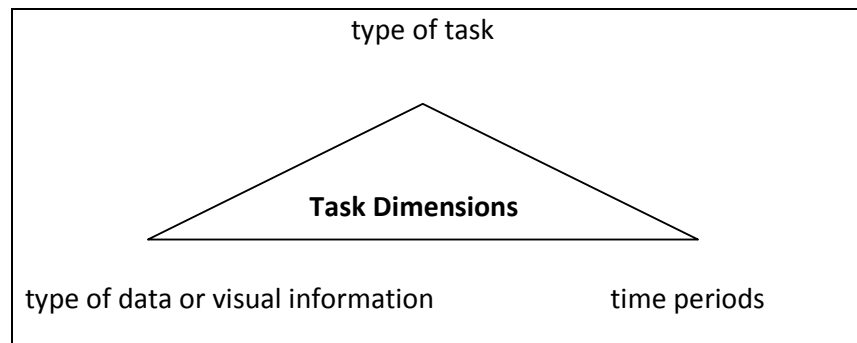 type of task
Task Dimensions
type of data or visual information time periods